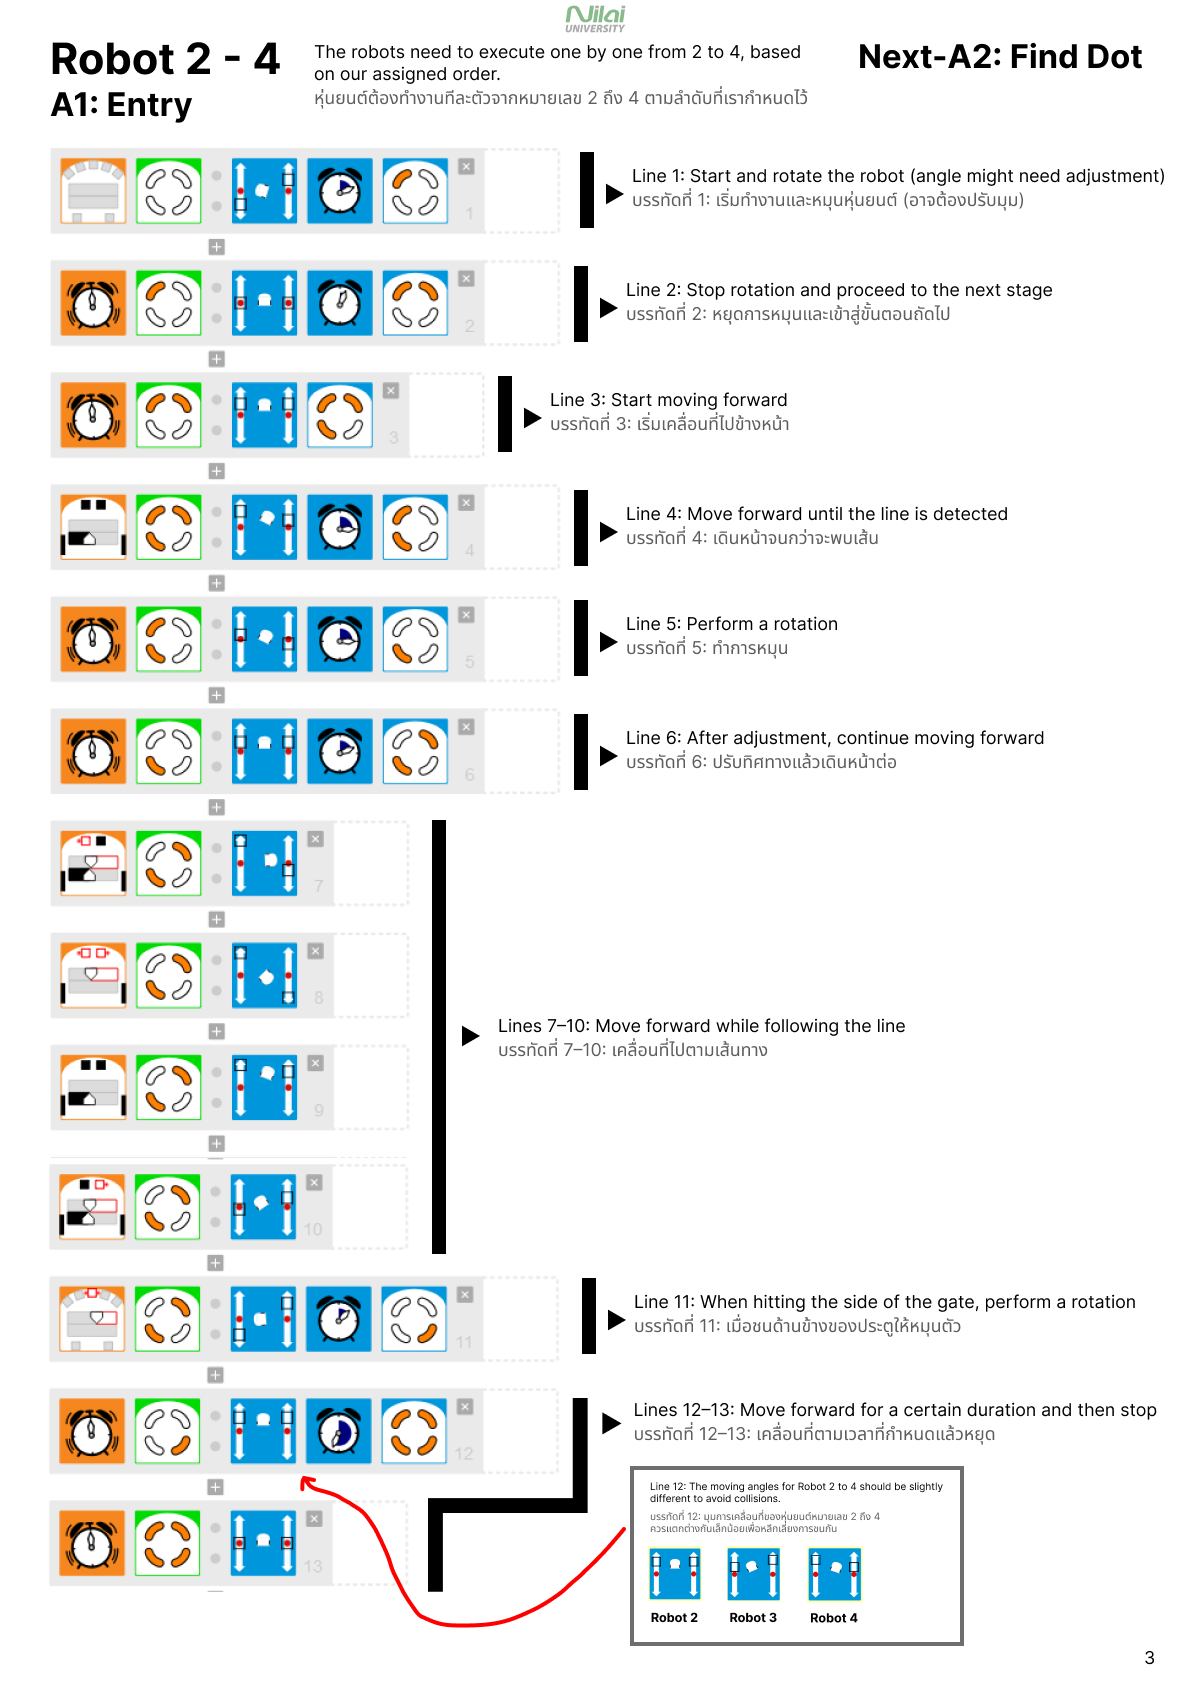 Nilai
UNIVERSITY
Robot 2 - 4
A1: Entry
The robots need to execute one by one from 2 to 4, based
on our assigned order.
หุ่นยนต์ต้องทำงานทีละตัวจากหมายเลข 2 ถึง 4 ตามลำดับที่เรากำหนดไว้
Next-A2: Find Dot
1
Line 1: Start and rotate the robot (angle might need adjustment)
บรรทัดที่ 1: เริ่มทำงานและหมุนหุ่นยนต์ (อาจต้องปรับมุม)
2
Line 2: Stop rotation and proceed to the next stage
บรรทัดที่ 2: หยุดการหมุนและเข้าสู่ขั้นตอนถัดไป
3
Line 3: Start moving forward
บรรทัดที่ 3: เริ่มเคลื่อนที่ไปข้างหน้า
4
Line 4: Move forward until the line is detected
บรรทัดที่ 4: เดินหน้าจนกว่าจะพบเส้น
5
Line 5: Perform a rotation
บรรทัดที่ 5: ทำการหมุน
6
Line 6: After adjustment, continue moving forward
บรรทัดที่ 6: ปรับทิศทางแล้วเดินหน้าต่อ
7
8
9
10
Lines 7–10: Move forward while following the line
บรรทัดที่ 7–10: เคลื่อนที่ไปตามเส้นทาง
11
Line 11: When hitting the side of the gate, perform a rotation
บรรทัดที่ 11: เมื่อชนด้านข้างของประตูให้หมุนตัว
12
Lines 12–13: Move forward for a certain duration and then stop
บรรทัดที่ 12–13: เคลื่อนที่ตามเวลาที่กำหนดแล้วหยุด
13
Line 12: The moving angles for Robot 2 to 4 should be slightly
different to avoid collisions.
บรรทัดที่ 12: มุมการเคลื่อนที่ของหุ่นยนต์หมายเลข 2 ถึง 4
ควรแตกต่างกันเล็กน้อยเพื่อหลีกเลี่ยงการชนกัน
Robot 2
Robot 3
Robot 4
3